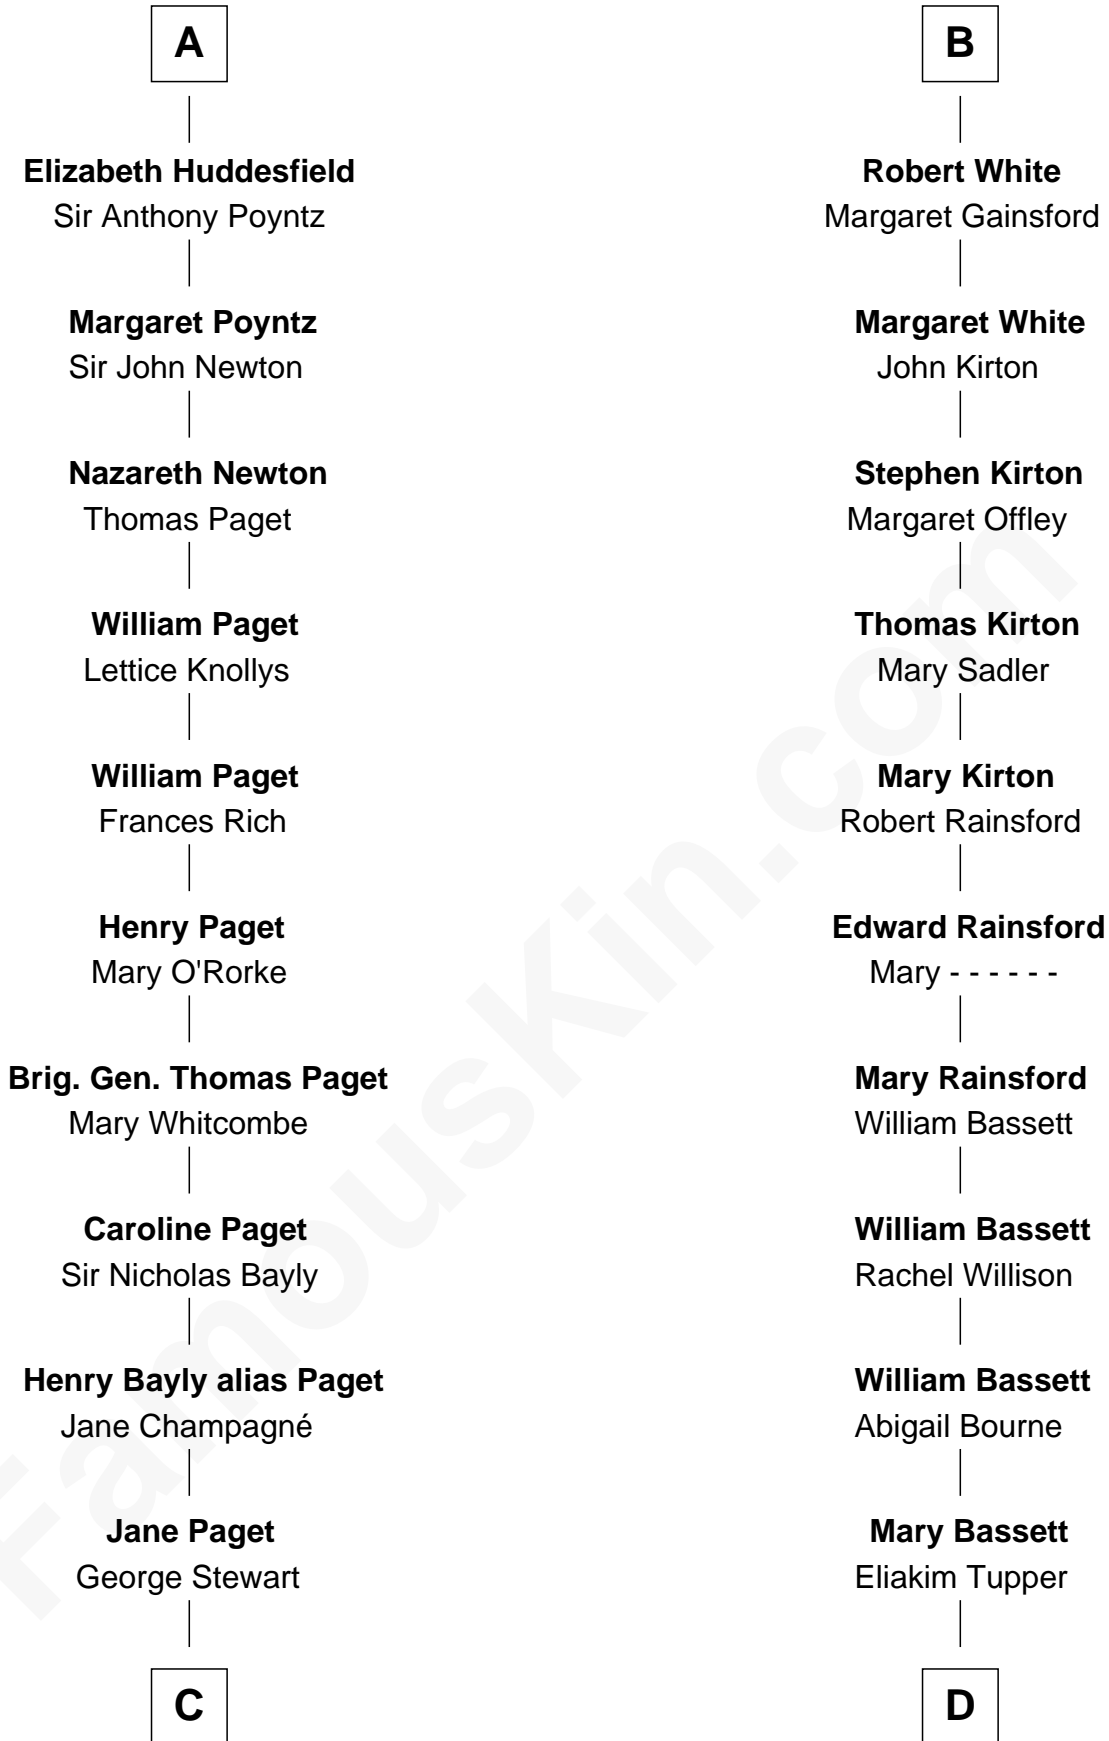 A
Elizabeth Huddesfield
Sir Anthony Poyntz
Margaret Poyntz
Sir John Newton
Nazareth Newton
Thomas Paget
William Paget
Lettice Knollys
William Paget
Frances Rich
Henry Paget
Mary O'Rorke
Brig. Gen. Thomas Paget
Mary Whitcombe
Caroline Paget
Sir Nicholas Bayly
Henry Bayly alias Paget
Jane Champagné
Jane Paget
George Stewart
C
B
Robert White
Margaret Gainsford
Margaret White
John Kirton
Stephen Kirton
Margaret Offley
Thomas Kirton
Mary Sadler
Mary Kirton
Robert Rainsford
Edward Rainsford
Mary - - - - - -
Mary Rainsford
William Bassett
William Bassett
Rachel Willison
William Bassett
Abigail Bourne
Mary Bassett
Eliakim Tupper
D
FamousKin.com